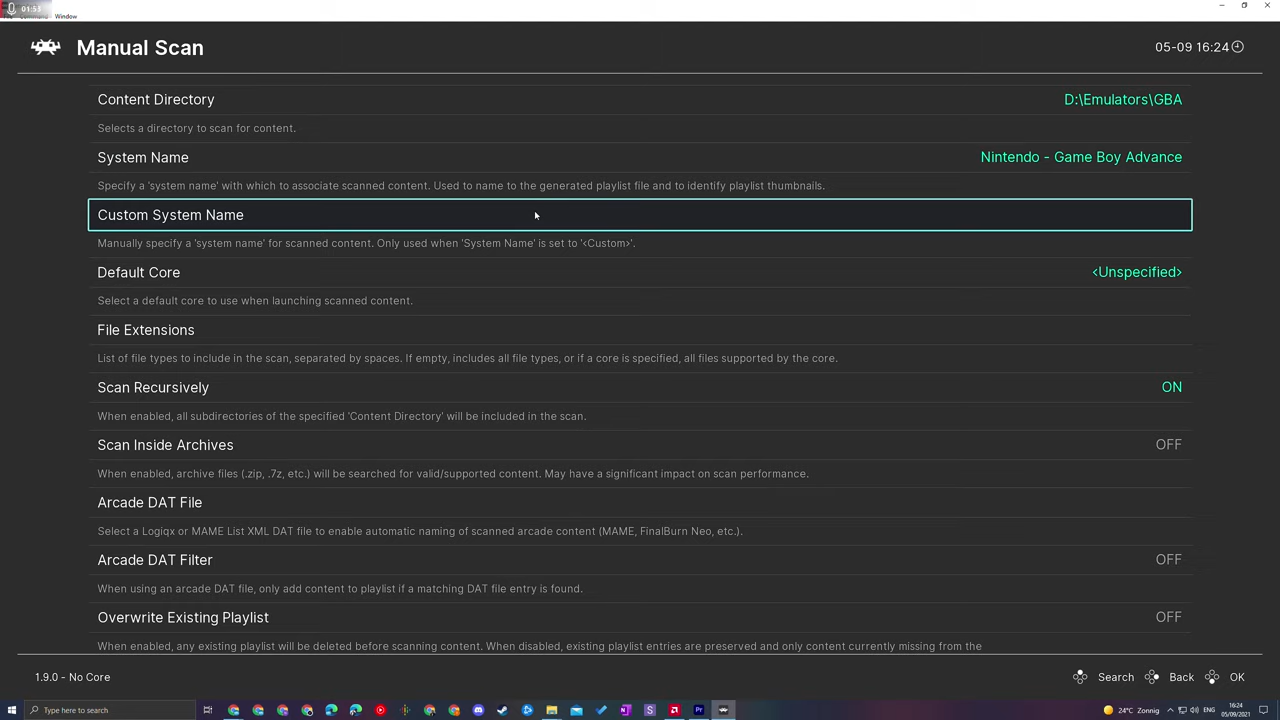 01:53
Window
Manual Scan
05-09 16:24
Content Directory
D:\Emulators\GBA
Selects a directory to scan for content.
System Name
Nintendo - Game Boy Advance
Specify a 'system name' with which to associate scanned content. Used to name to the generated playlist file and to identify playlist thumbnails.
Custom System Name
Manually specify a 'system name' for scanned content. Only used when 'System Name' is set to '<Custom>'.
Default Core
<Unspecified>
Select a default core to use when launching scanned content.
File Extensions
List of file types to include in the scan, separated by spaces. If empty, includes all file types, or if a core is specified, all files supported by the core.
Scan Recursively
ON
When enabled, all subdirectories of the specified 'Content Directory' will be included in the scan.
Scan Inside Archives
OFF
When enabled, archive files (.zip, .7z, etc.) will be searched for valid/supported content. May have a significant impact on scan performance.
Arcade DAT File
Select a Logiqx or MAME List XML DAT file to enable automatic naming of scanned arcade content (MAME, FinalBurn Neo, etc.).
Arcade DAT Filter
OFF
When using an arcade DAT file, only add content to playlist if a matching DAT file entry is found.
Overwrite Existing Playlist
OFF
When enabled, any existing playlist will be deleted before scanning content. When disabled, existing playlist entries are preserved and only content currently missing from the
1.9.0 - No Core
Search
Back
OK
Type here to search
24°C Zonnig
ENG
16:24
05/09/2021